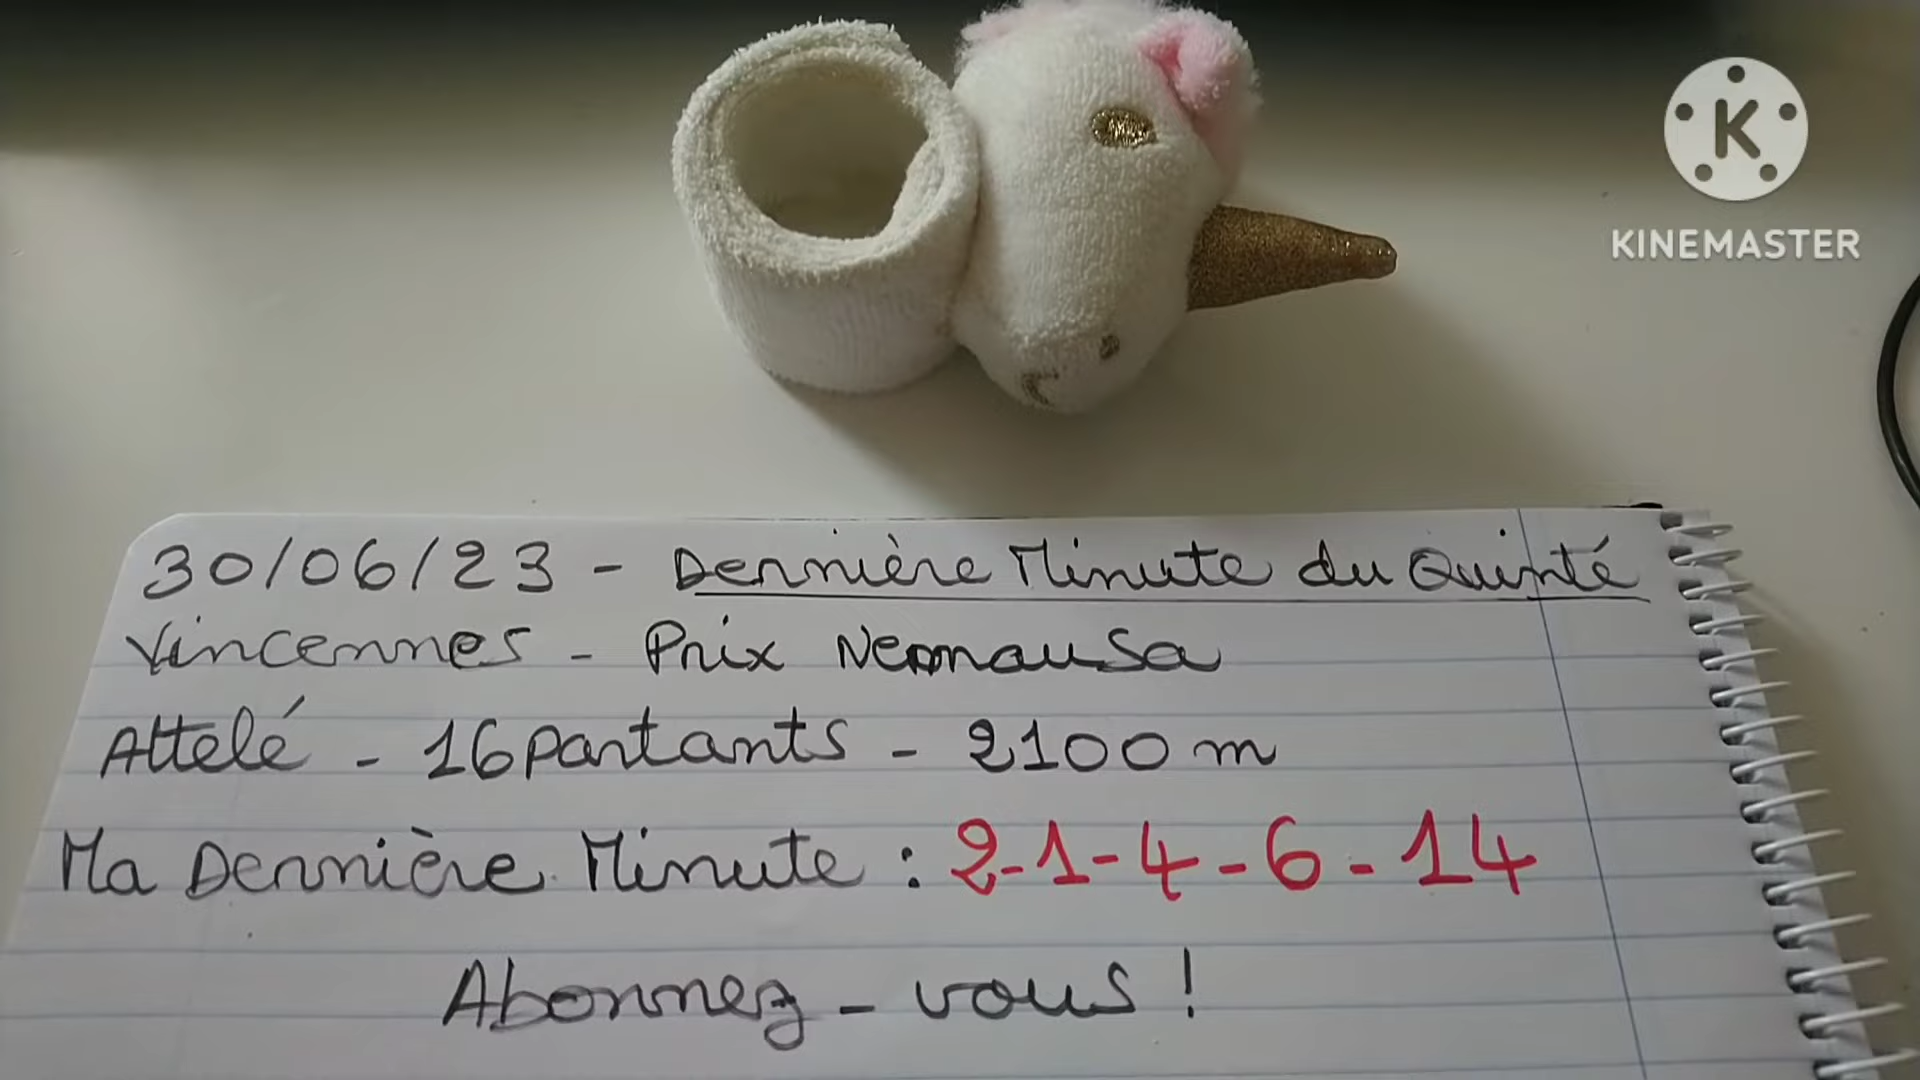 K
KINEMASTER
30/06/23 - Dernière Minute du Quinté
Vincennes - Prix Nemausa
Attelé - 16 partants - 2100 m
Ma Dernière Minute : 2-1-4-6-14
Abonnez-vous !